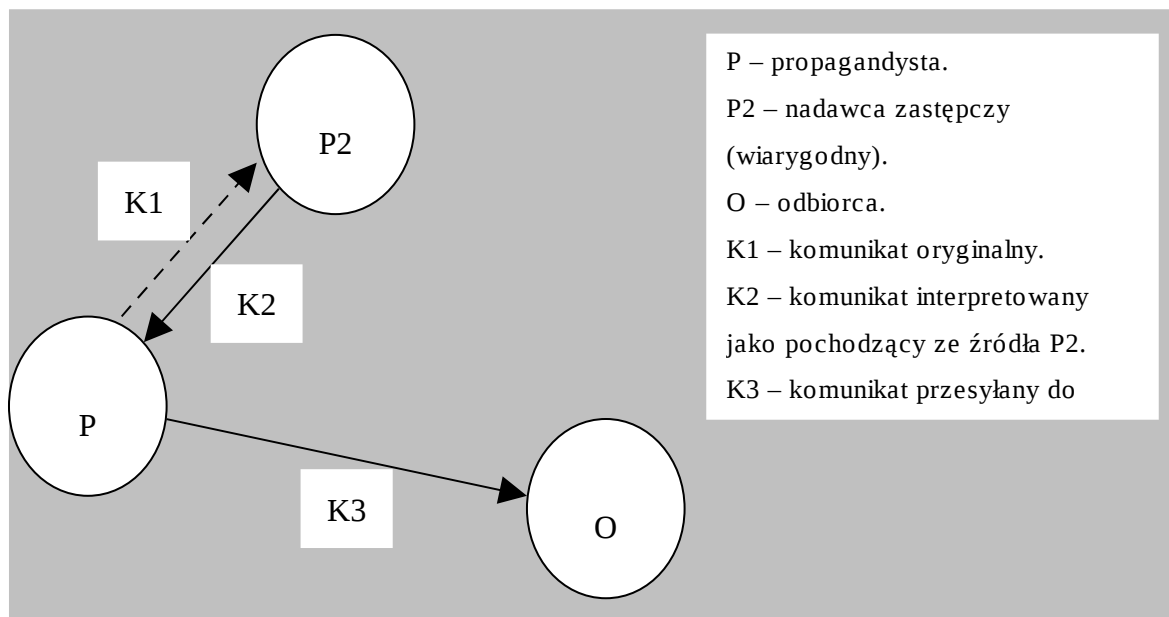 P2
K1
K2
P
K3
O
P – propagandysta.
P2 – nadawca zastępczy
(wiarygodny).
O – odbiorca.
K1 – komunikat oryginalny.
K2 – komunikat interpretowany
jako pochodzący ze źródła P2.
K3 – komunikat przesyłany do